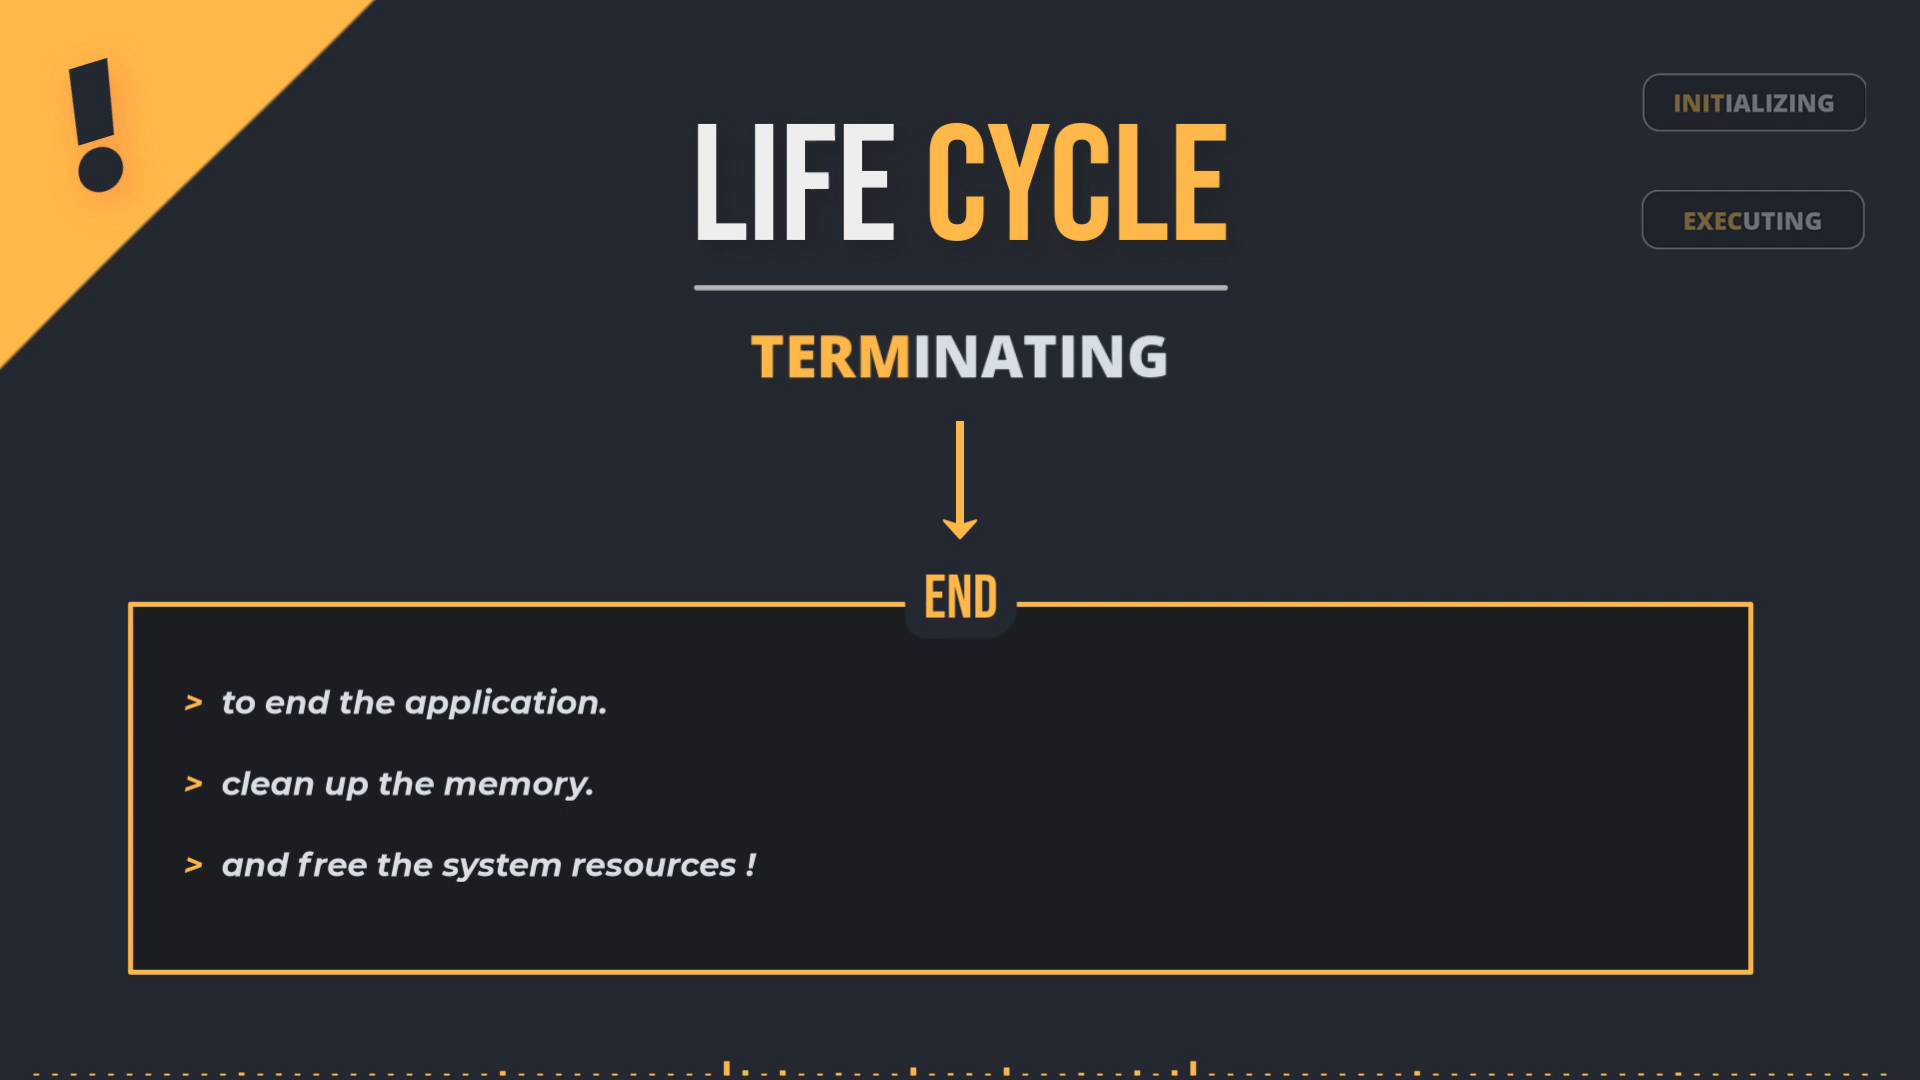 !
INITIALIZING
LIFE CYCLE
EXECUTING
TERMINATING
END
> to end the application.
> clean up the memory.
> and free the system resources !